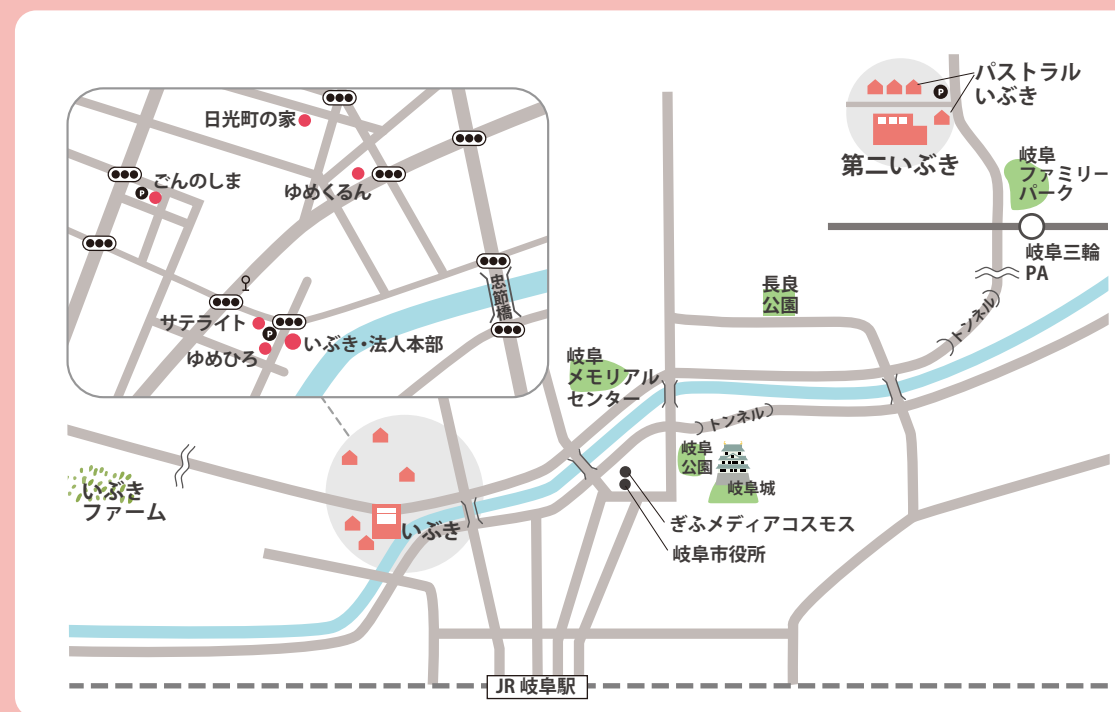 日光町の家
ごんのしま
P
ゆめくるん
忠節橋
サテライト
P
いぶき・法人本部
ゆめひろ
パストラル
いぶき
P
第二いぶき
岐阜
ファミリー
パーク
岐阜三輪
PA
長良
公園
トンネル
岐阜
メモリアル
センター
トンネル
岐阜
公園
岐阜城
いぶき
ファーム
いぶき
ぎふメディアコスモス
岐阜市役所
JR 岐阜駅